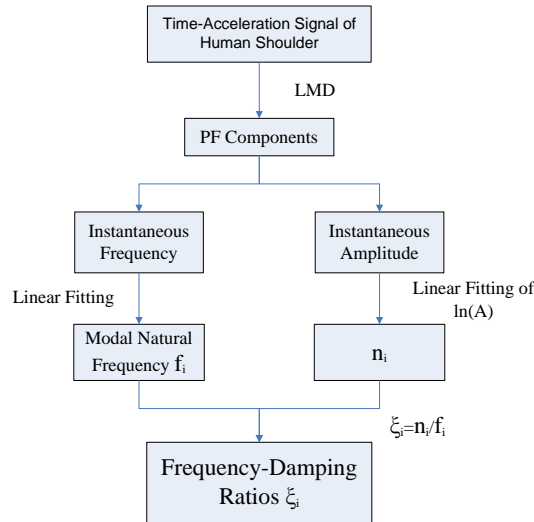 Time-Acceleration Signal of
Human Shoulder
LMD
PF Components
Instantaneous
Frequency
Instantaneous
Amplitude
Linear Fitting
Linear Fitting of
ln(A)
Modal Natural
Frequency fᵢ
nᵢ
ξᵢ=nᵢ/fᵢ
Frequency-Damping
Ratios ξᵢ